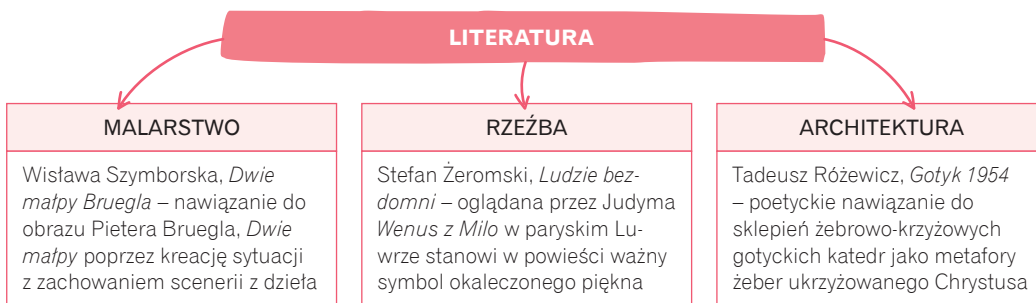 LITERATURA
MALARSTWO
Wisława Szymborska, Dwie
małpy Bruegla – nawiązanie do
obrazu Pietera Bruegla, Dwie
małpy poprzez kreację sytuacji
z zachowaniem scenerii z dzieła
RZEŹBA
Stefan Żeromski, Ludzie bez-
domni – oglądana przez Judyma
Wenus z Milo w paryskim Lu-
wrze stanowi w powieści ważny
symbol okaleczonego piękna
ARCHITEKTURA
Tadeusz Różewicz, Gotyk 1954
– poetyckie nawiązanie do
sklepień żebrowo-krzyżowych
gotyckich katedr jako metafory
żeber ukrzyżowanego Chrystusa